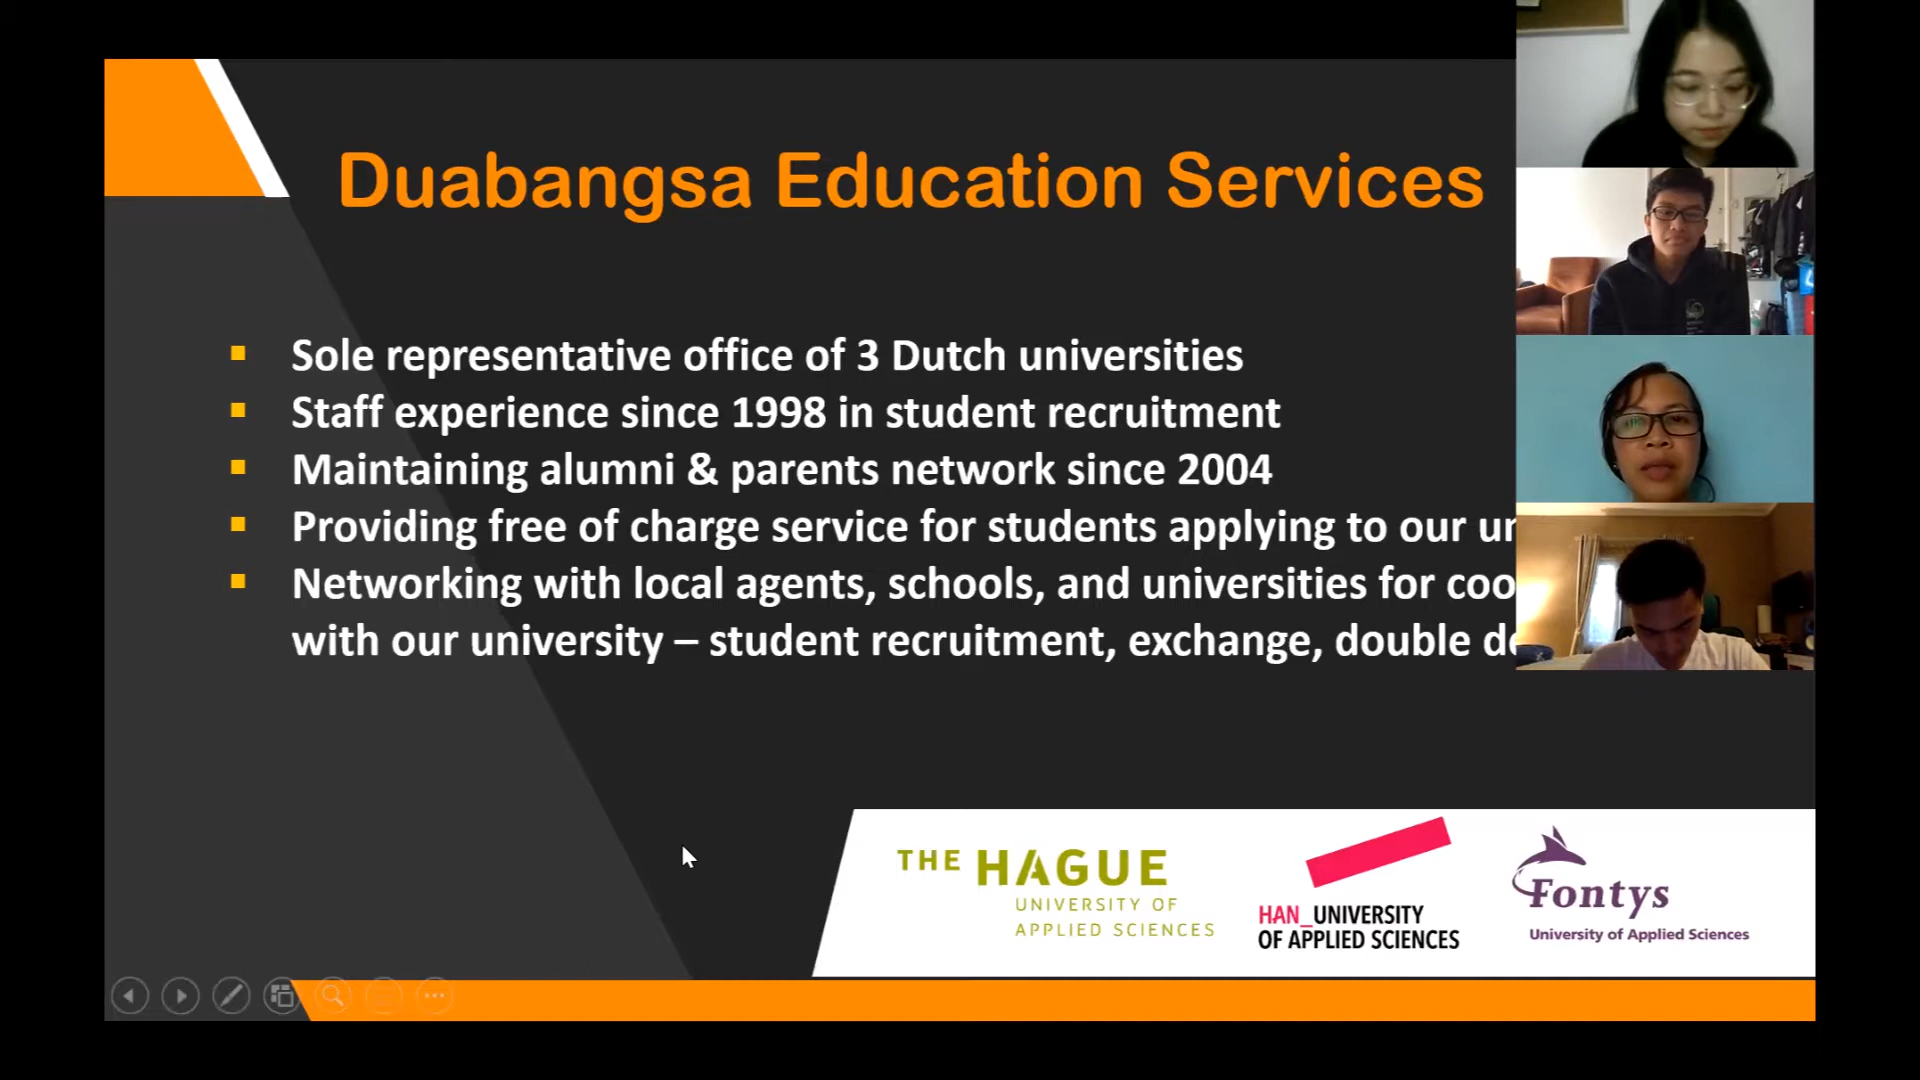 Duabangsa Education Services
Sole representative office of 3 Dutch universities
Staff experience since 1998 in student recruitment
Maintaining alumni & parents network since 2004
Providing free of charge service for students applying to our
Networking with local agents, schools, and universities for
with our university – student recruitment, exchange, double
THE HAGUE
UNIVERSITY OF
APPLIED SCIENCES
HAN_UNIVERSITY
OF APPLIED SCIENCES
Fontys
University of Applied Sciences